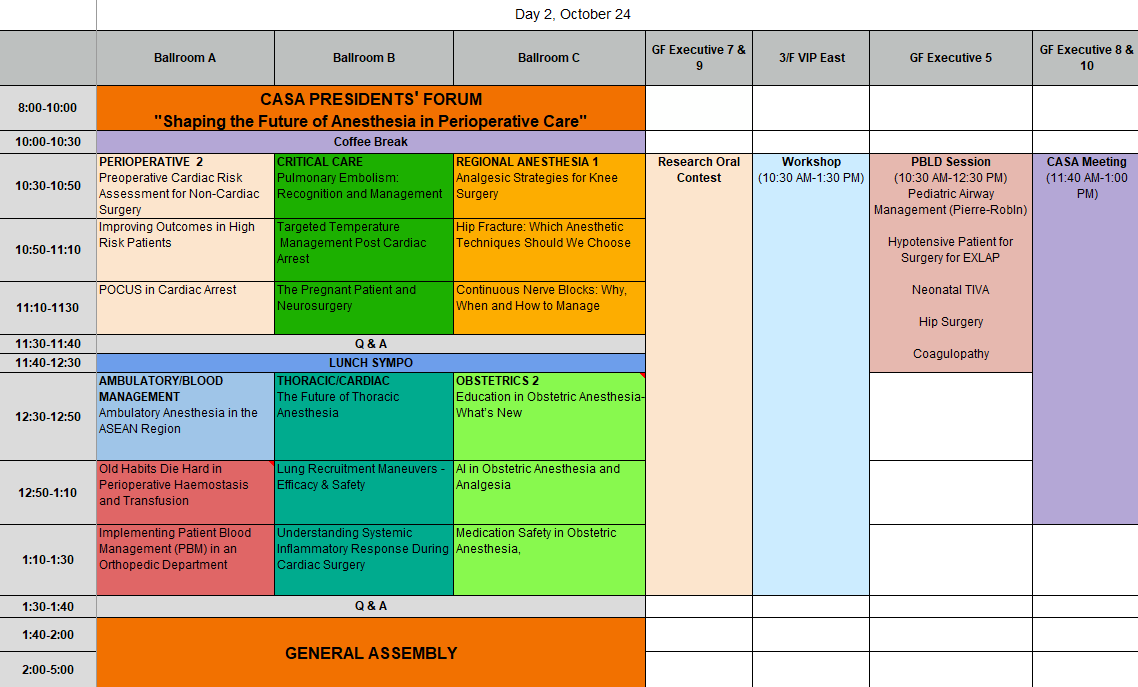 Day 2, October 24
Ballroom A
Ballroom B
Ballroom C
GF Executive 7 &
9
3/F VIP East
GF Executive 5
GF Executive 8 &
10
8:00-10:00
CASA PRESIDENTS' FORUM
"Shaping the Future of Anesthesia in Perioperative Care"
10:00-10:30
Coffee Break
10:30-10:50
PERIOPERATIVE 2
Preoperative Cardiac Risk
Assessment for Non-Cardiac
Surgery
CRITICAL CARE
Pulmonary Embolism:
Recognition and Management
REGIONAL ANESTHESIA 1
Analgesic Strategies for Knee
Surgery
Research Oral
Contest
Workshop
(10:30 AM-1:30 PM)
PBLD Session
(10:30 AM-12:30 PM)
Pediatric Airway
Management (Pierre-Robln)
Hypotensive Patient for
Surgery for EXLAP
Neonatal TIVA
Hip Surgery
Coagulopathy
CASA Meeting
(11:40 AM-1:00
PM)
10:50-11:10
Improving Outcomes in High
Risk Patients
Targeted Temperature
Management Post Cardiac
Arrest
Hip Fracture: Which Anesthetic
Techniques Should We Choose
11:10-1130
POCUS in Cardiac Arrest
The Pregnant Patient and
Neurosurgery
Continuous Nerve Blocks: Why,
When and How to Manage
11:30-11:40
Q & A
11:40-12:30
LUNCH SYMPO
12:30-12:50
AMBULATORY/BLOOD
MANAGEMENT
Ambulatory Anesthesia in the
ASEAN Region
THORACIC/CARDIAC
The Future of Thoracic
Anesthesia
OBSTETRICS 2
Education in Obstetric Anesthesia-
What's New
12:50-1:10
Old Habits Die Hard in
Perioperative Haemostasis
and Transfusion
Lung Recruitment Maneuvers -
Efficacy & Safety
AI in Obstetric Anesthesia and
Analgesia
1:10-1:30
Implementing Patient Blood
Management (PBM) in an
Orthopedic Department
Understanding Systemic
Inflammatory Response During
Cardiac Surgery
Medication Safety in Obstetric
Anesthesia,
1:30-1:40
Q & A
1:40-2:00
GENERAL ASSEMBLY
2:00-5:00